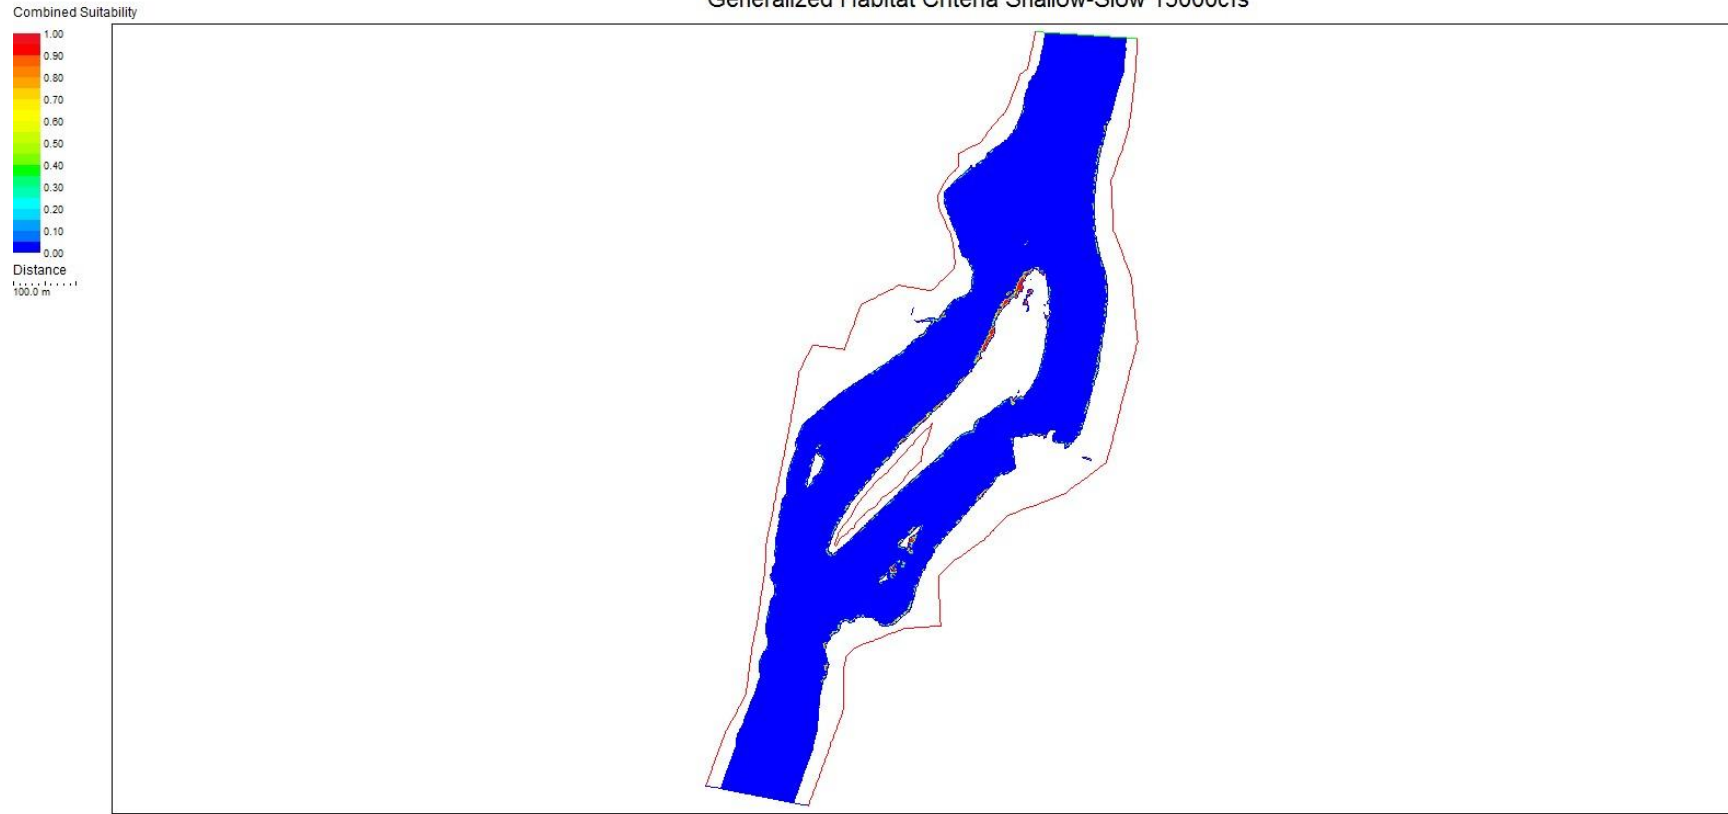 Generalized Habitat Criteria Shallow-Slow 15000cfs
Combined Suitability
1.00
0.90
0.80
0.70
0.60
0.50
0.40
0.30
0.20
0.10
0.00
Distance
100.0 m